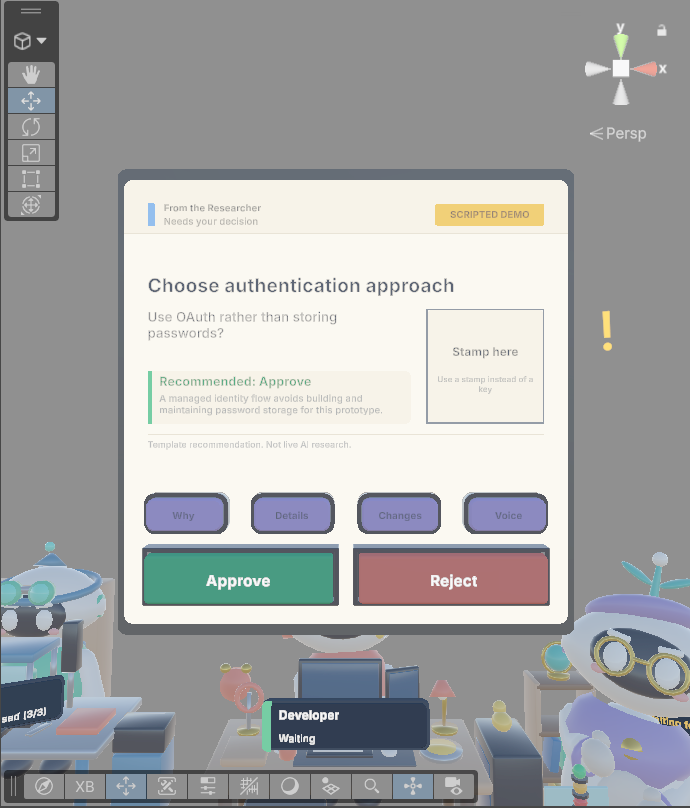 y
x
Persp
From the Researcher
Needs your decision
SCRIPTED DEMO
Choose authentication approach
Use OAuth rather than storing
passwords?
Stamp here
Use a stamp instead of a
key
Recommended: Approve
A managed identity flow avoids building and
maintaining password storage for this prototype.
Template recommendation. Not live AI research.
Why
Details
Changes
Voice
Approve
Reject
(3/3)
Developer
Waiting
XB